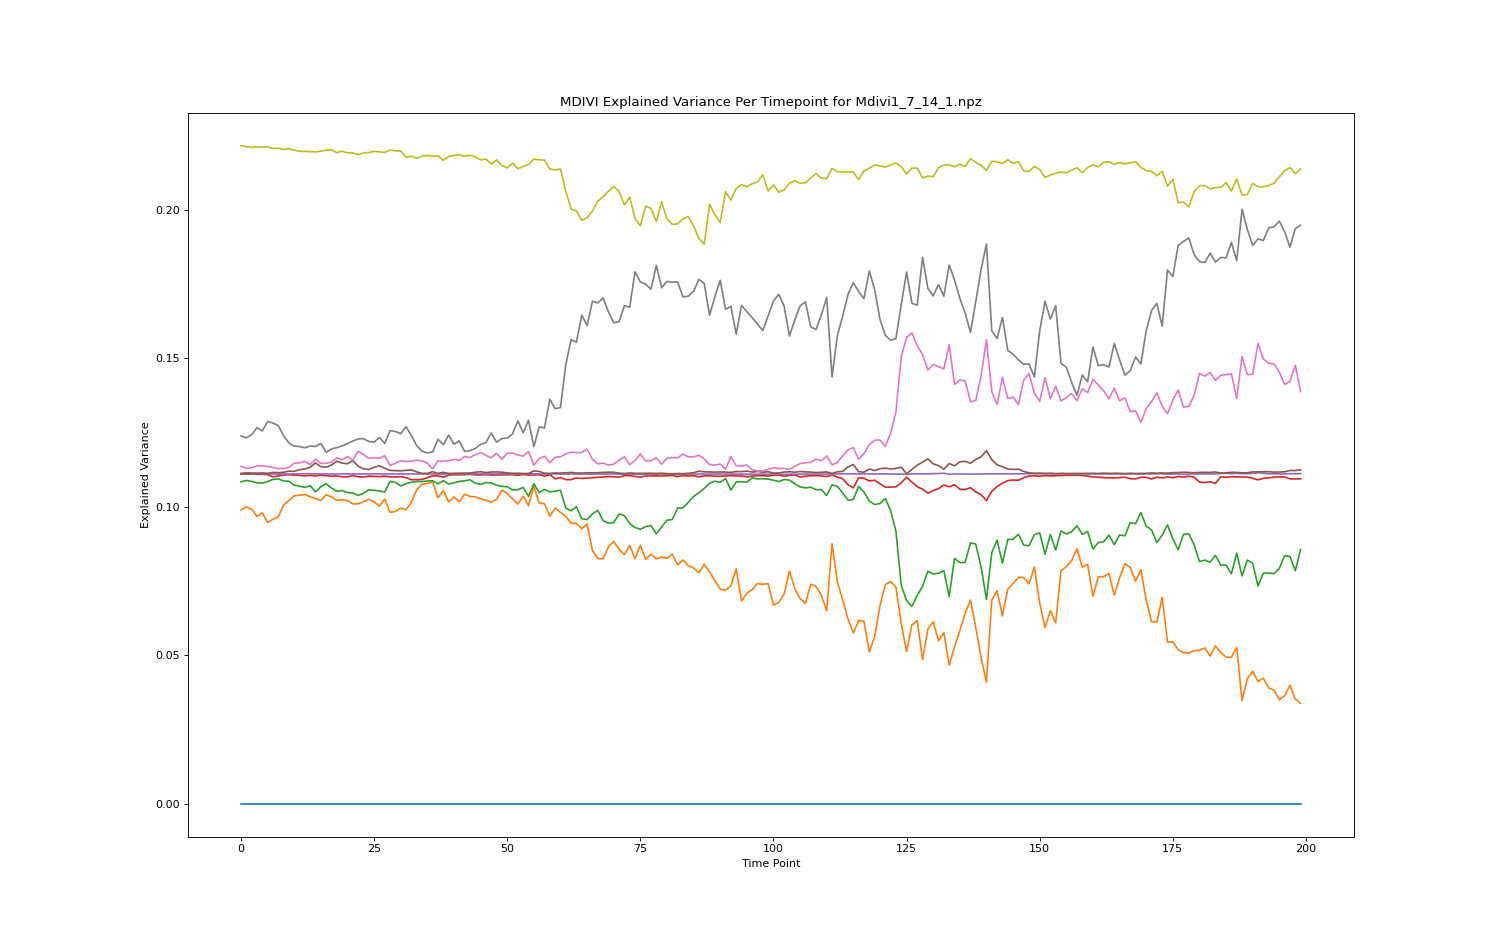 MDIVI Explained Variance Per Timepoint for Mdivi1_7_14_1.npz
Explained Variance
0.20
0.15
0.10
0.05
0.00
0 25 50 75 100 125 150 175 200
Time Point